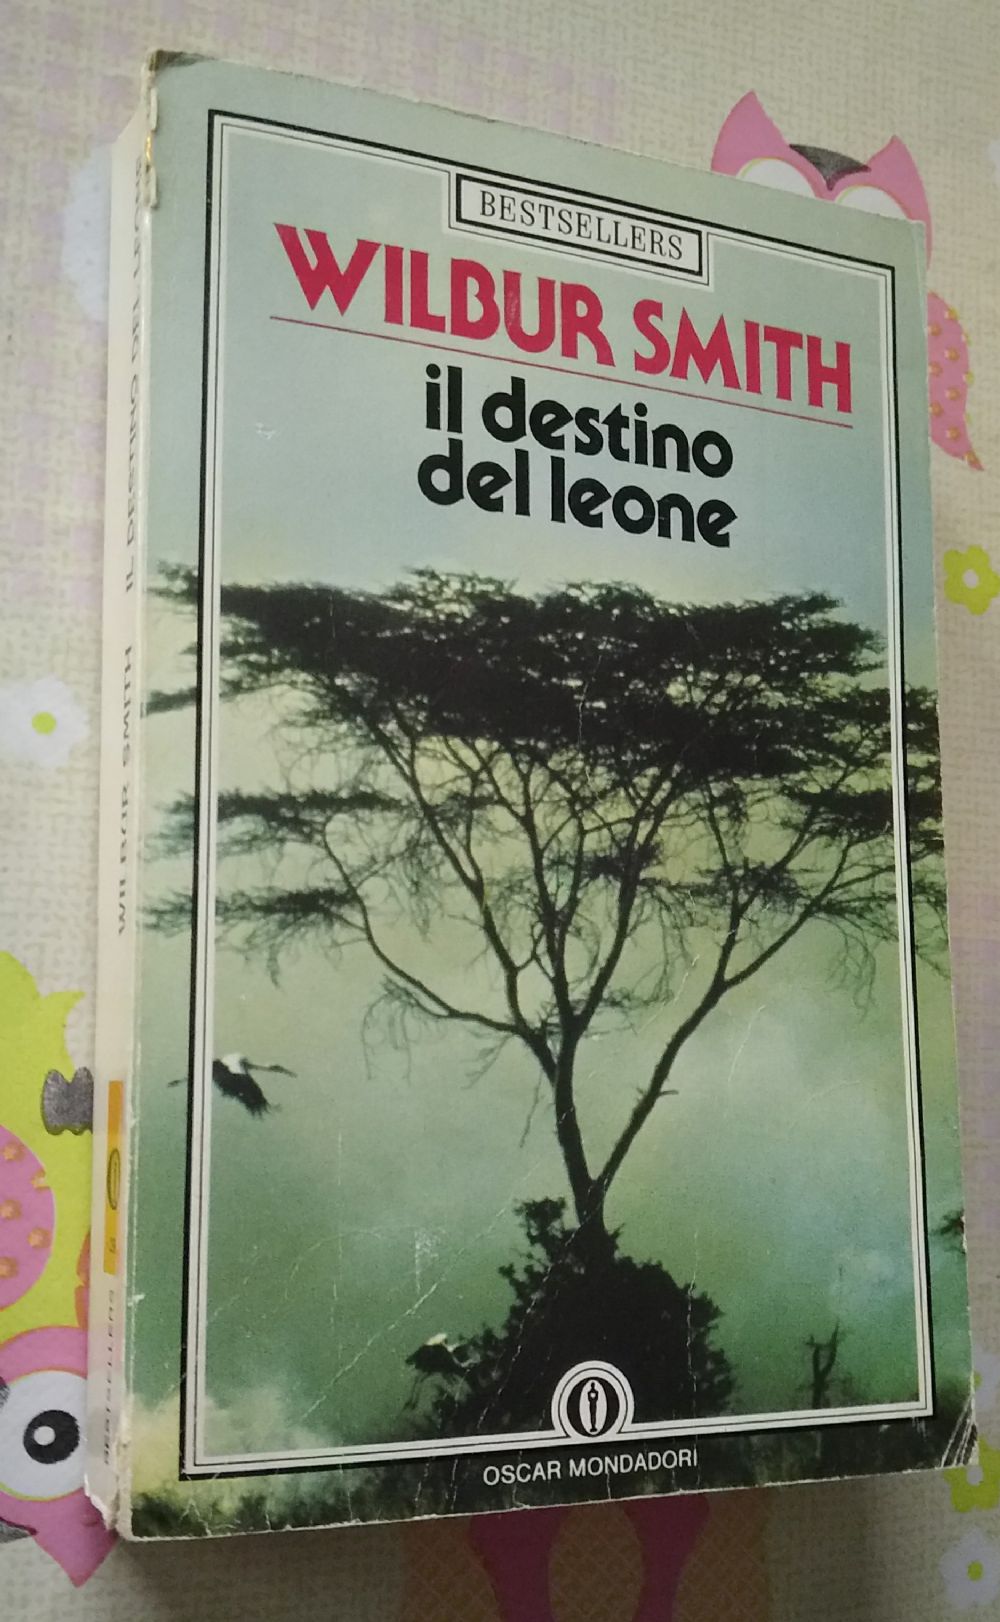 BESTSELLERS
WILBUR SMITH
il destino
del leone
OSCAR MONDADORI
WILBUR SMITH IL DESTINO DEL LEONE
BESTSELLERS